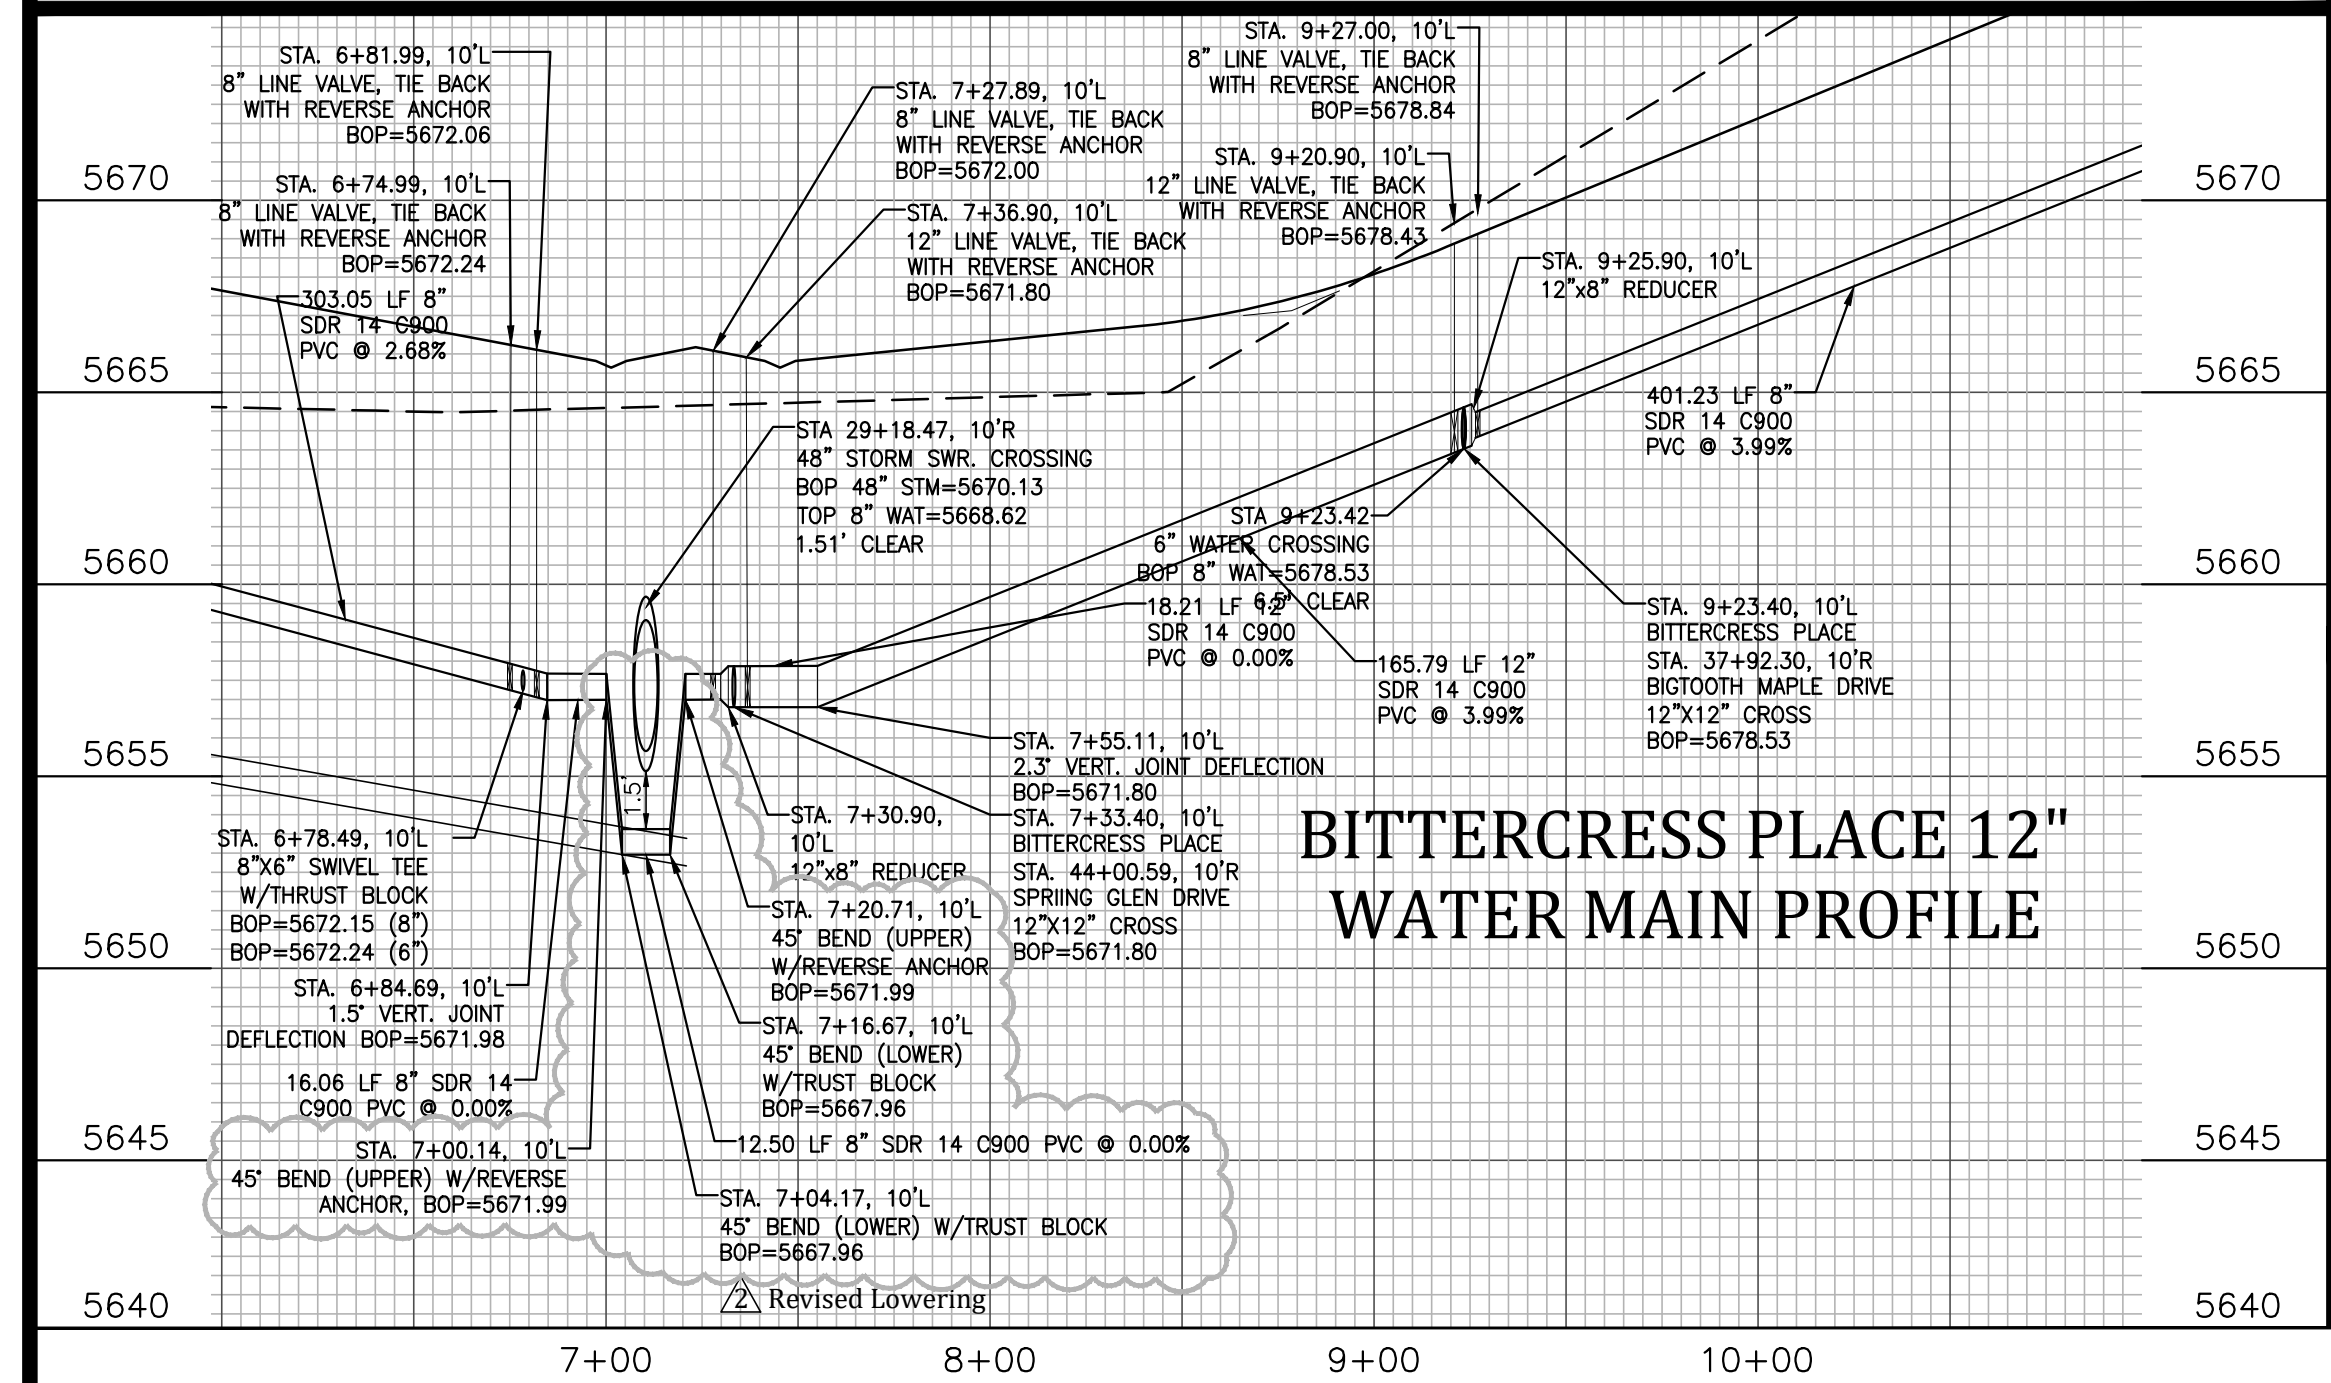 STA. 6+81.99, 10'L
8" LINE VALVE, TIE BACK
WITH REVERSE ANCHOR
BOP=5672.06
STA. 6+74.99, 10'L
8" LINE VALVE, TIE BACK
WITH REVERSE ANCHOR
BOP=5672.24
303.05 LF 8"
SDR 14 C900
PVC @ 2.68%
STA. 7+27.89, 10'L
8" LINE VALVE, TIE BACK
WITH REVERSE ANCHOR
BOP=5672.00
STA. 7+36.90, 10'L
12" LINE VALVE, TIE BACK
WITH REVERSE ANCHOR
BOP=5671.80
STA. 9+27.00, 10'L
8" LINE VALVE, TIE BACK
WITH REVERSE ANCHOR
BOP=5678.84
STA. 9+20.90, 10'L
12" LINE VALVE, TIE BACK
WITH REVERSE ANCHOR
BOP=5678.43
STA. 9+25.90, 10'L
12"x8" REDUCER
401.23 LF 8"
SDR 14 C900
PVC @ 3.99%
STA 29+18.47, 10'R
48" STORM SWR. CROSSING
BOP 48" STM=5670.13
TOP 8" WAT=5668.62
1.51' CLEAR
STA 9+23.42
6" WATER CROSSING
BOP 8" WAT=5678.53
6.5' CLEAR
18.21 LF 12"
SDR 14 C900
PVC @ 0.00%
165.79 LF 12"
SDR 14 C900
PVC @ 3.99%
STA. 9+23.40, 10'L
BITTERCRESS PLACE
STA. 37+92.30, 10'R
BIGTOOTH MAPLE DRIVE
12"X12" CROSS
BOP=5678.53
STA. 7+55.11, 10'L
2.3° VERT. JOINT DEFLECTION
BOP=5671.80
STA. 7+33.40, 10'L
BITTERCRESS PLACE
STA. 44+00.59, 10'R
SPRIING GLEN DRIVE
12"X12" CROSS
BOP=5671.80
1.5'
STA. 7+30.90,
10'L
12"x8" REDUCER
STA. 7+20.71, 10'L
45° BEND (UPPER)
W/REVERSE ANCHOR
BOP=5671.99
STA. 7+16.67, 10'L
45° BEND (LOWER)
W/TRUST BLOCK
BOP=5667.96
12.50 LF 8" SDR 14 C900 PVC @ 0.00%
STA. 7+04.17, 10'L
45° BEND (LOWER) W/TRUST BLOCK
BOP=5667.96
STA. 6+78.49, 10'L
8"X6" SWIVEL TEE
W/THRUST BLOCK
BOP=5672.15 (8")
BOP=5672.24 (6")
STA. 6+84.69, 10'L
1.5° VERT. JOINT
DEFLECTION BOP=5671.98
16.06 LF 8" SDR 14
C900 PVC @ 0.00%
STA. 7+00.14, 10'L
45° BEND (UPPER) W/REVERSE
ANCHOR, BOP=5671.99
2 Revised Lowering
BITTERCRESS PLACE 12"
WATER MAIN PROFILE
5670
5665
5660
5655
5650
5645
5640
5670
5665
5660
5655
5650
5645
5640
7+00
8+00
9+00
10+00